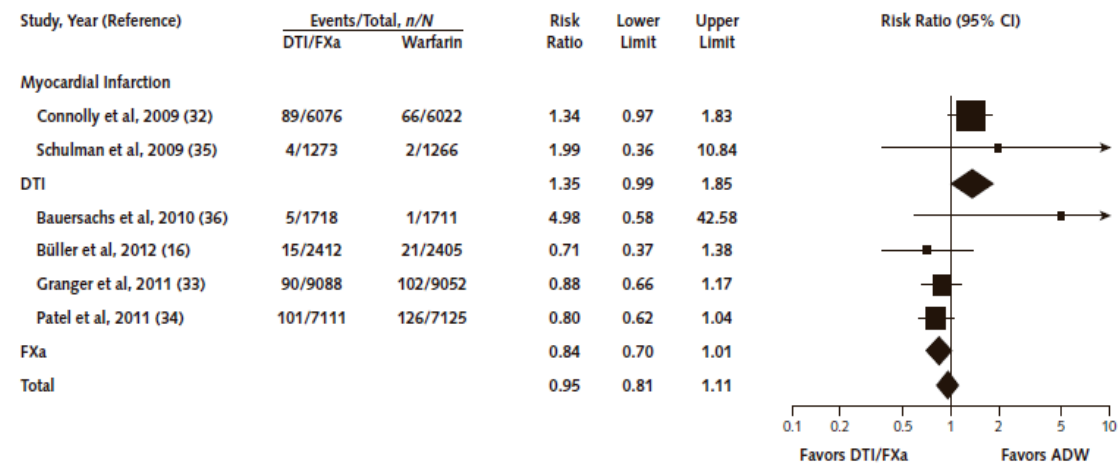 Study, Year (Reference) Events/Total, n/N Risk Lower Upper Risk Ratio (95% CI)
DTI/FXa Warfarin Ratio Limit Limit
Myocardial Infarction
Connolly et al, 2009 (32) 89/6076 66/6022 1.34 0.97 1.83
Schulman et al, 2009 (35) 4/1273 2/1266 1.99 0.36 10.84
DTI 1.35 0.99 1.85
Bauersachs et al, 2010 (36) 5/1718 1/1711 4.98 0.58 42.58
Büller et al, 2012 (16) 15/2412 21/2405 0.71 0.37 1.38
Granger et al, 2011 (33) 90/9088 102/9052 0.88 0.66 1.17
Patel et al, 2011 (34) 101/7111 126/7125 0.80 0.62 1.04
FXa 0.84 0.70 1.01
Total 0.95 0.81 1.11
0.1 0.2 0.5 1 2 5 10
Favors DTI/FXa Favors ADW